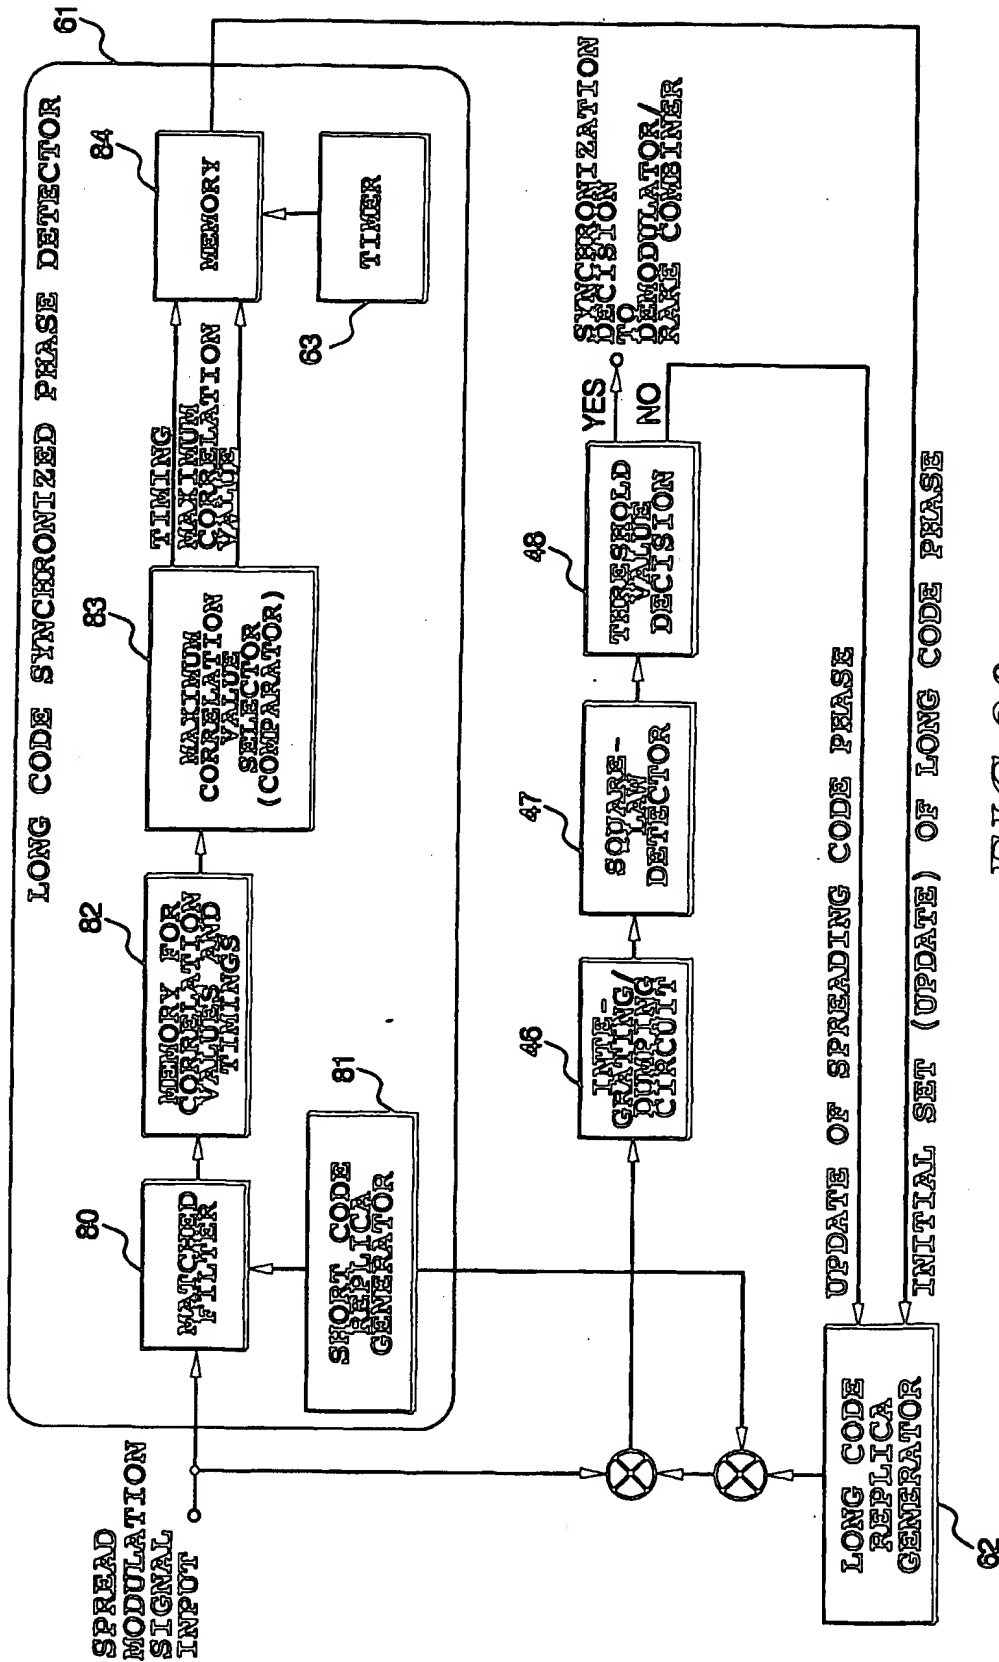 LONG CODE SYNCHRONIZED PHASE DETECTOR
61
SPREAD
MODULATION
SIGNAL
INPUT
80
MATCHED
FILTER
82
MEMORY FOR
CORRELATION
VALUES AND
TIMINGS
83
MAXIMUM
CORRELATION
VALUE
SELECTOR
(COMPARATOR)
TIMING
MAXIMUM
CORRELATION
VALUE
84
MEMORY
63
TIMER
81
SHORT CODE
REPLICA
GENERATOR
46
INTE-
GRATING/
DUMPING
CIRCUIT
47
SQUARE-
LAW
DETECTOR
48
THRESHOLD
VALUE
DECISION
YES
NO
SYNCHRONIZATION
DECISION
TO
DEMODULATOR/
RAKE COMBINER
UPDATE OF SPREADING CODE PHASE
INITIAL SET (UPDATE) OF LONG CODE PHASE
LONG CODE
REPLICA
GENERATOR
62